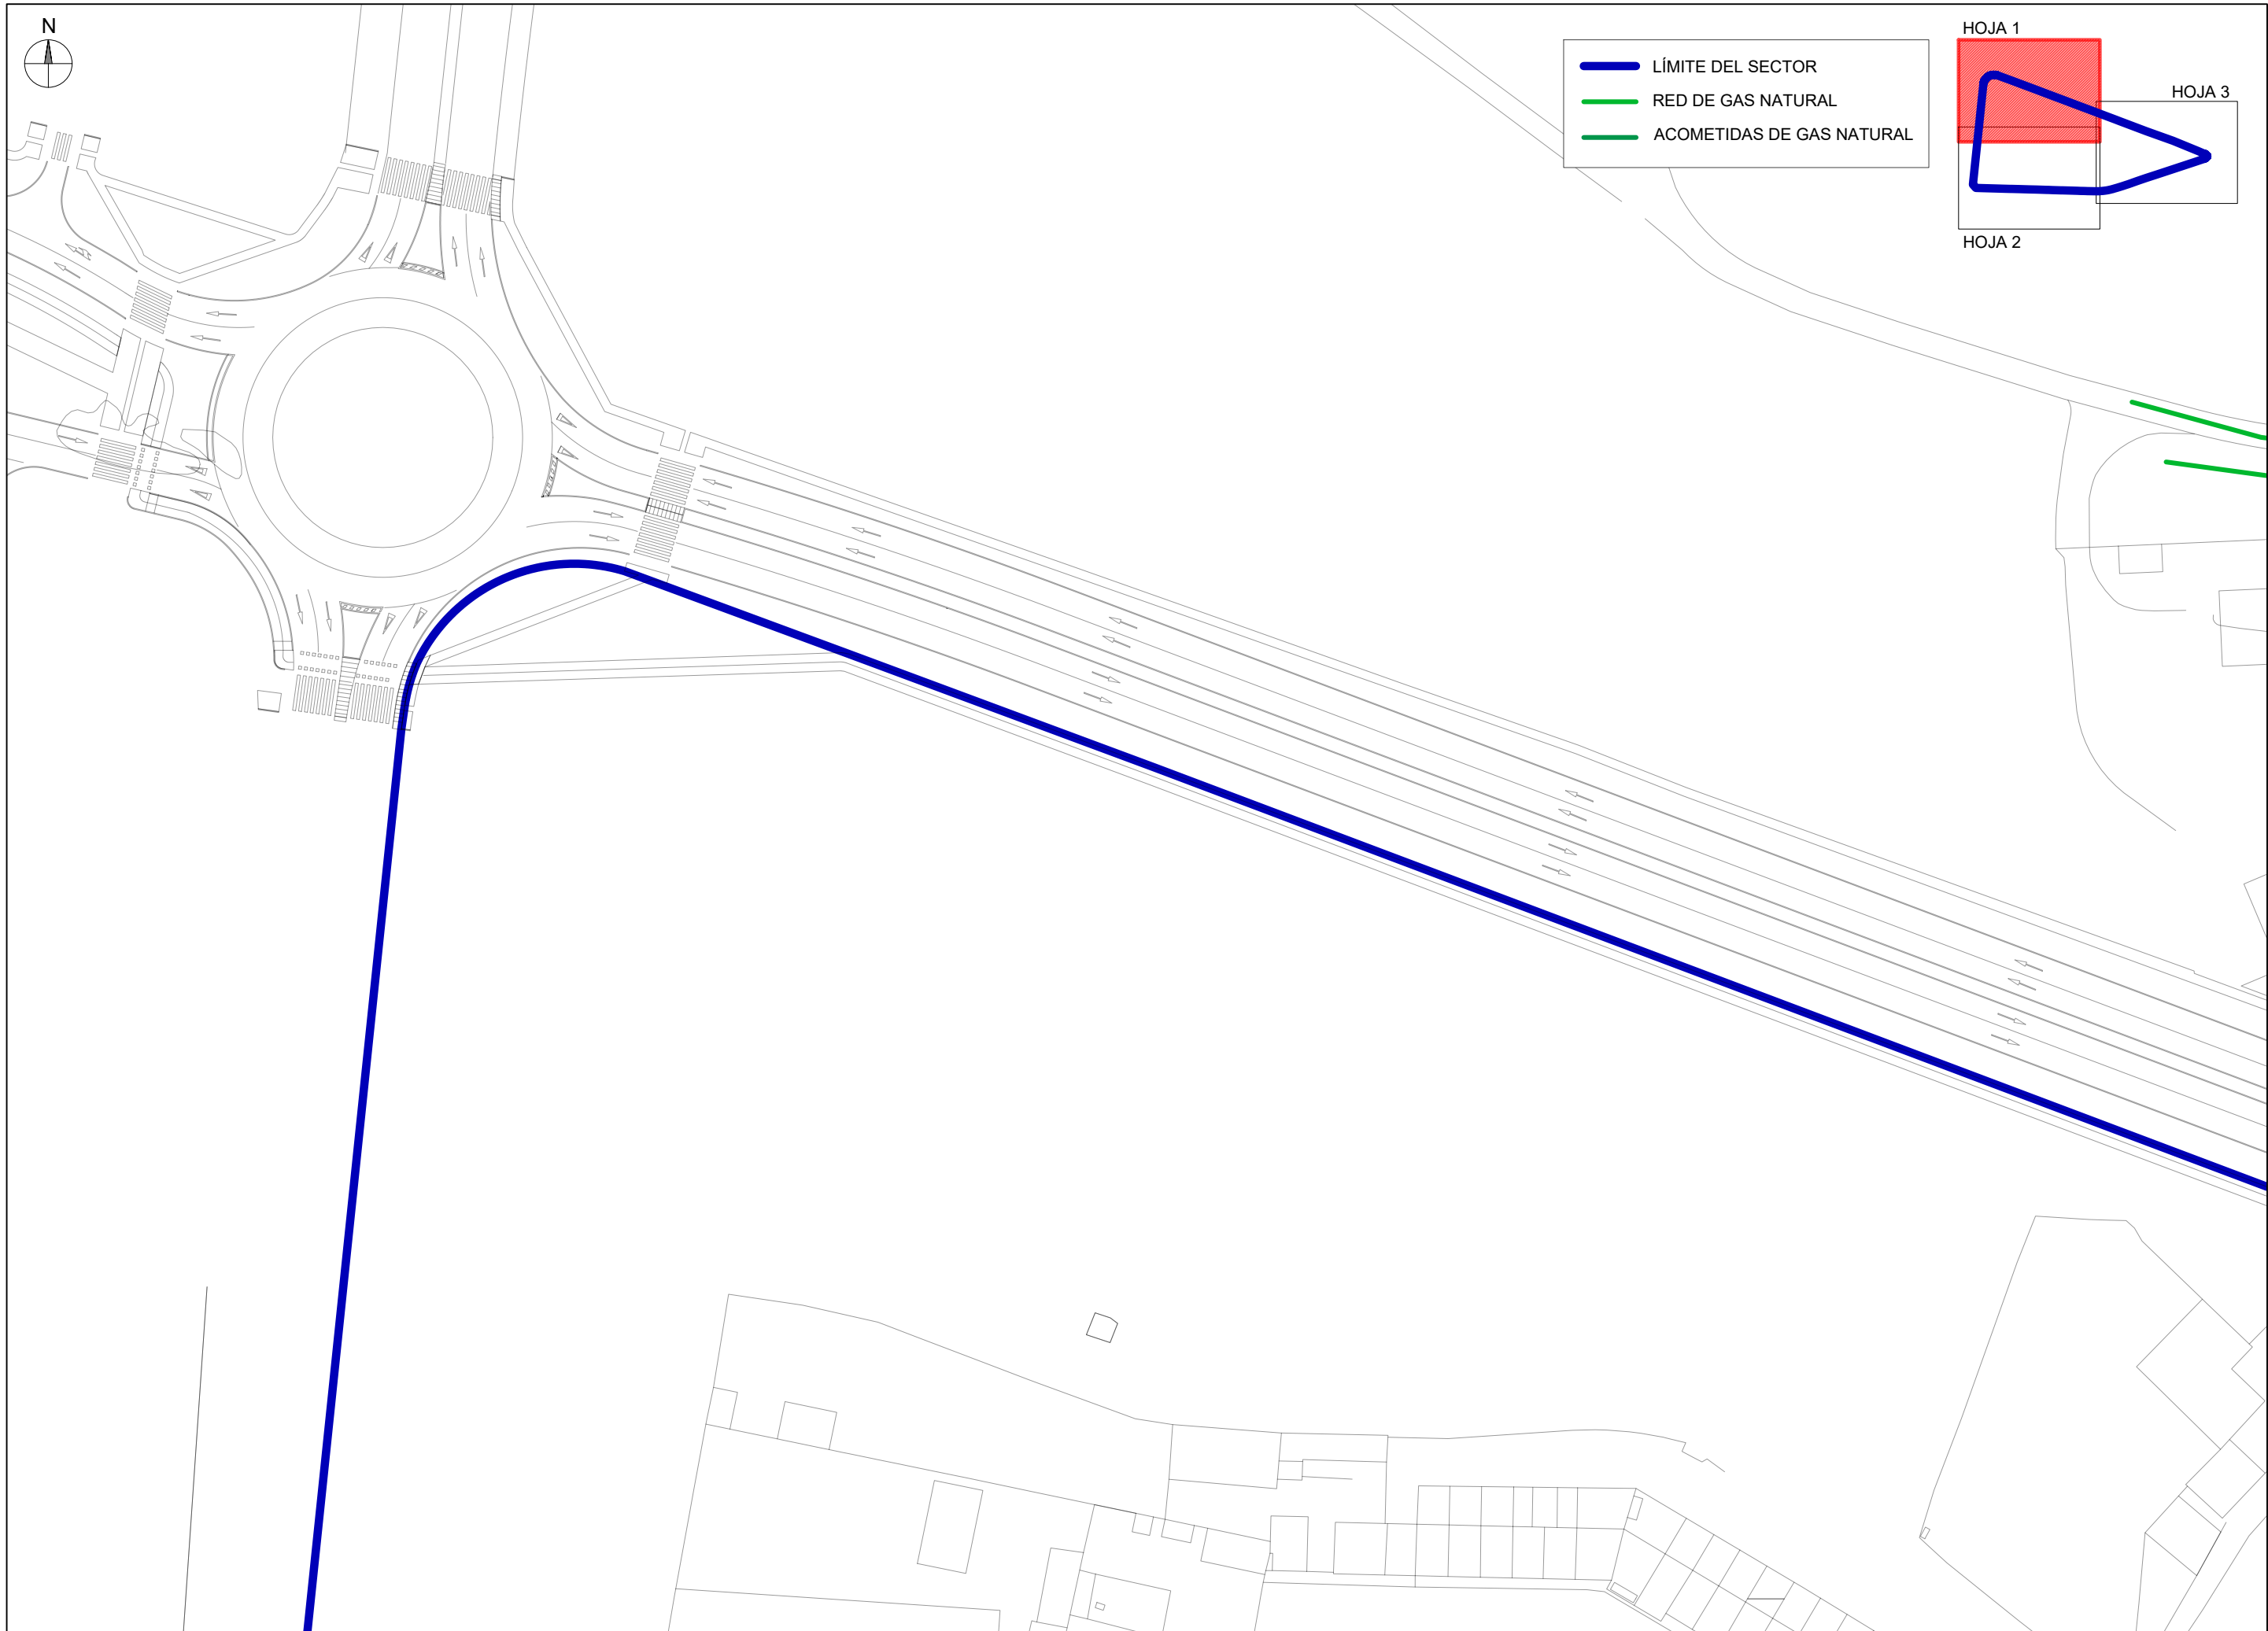 N
LÍMITE DEL SECTOR
RED DE GAS NATURAL
ACOMETIDAS DE GAS NATURAL
HOJA 1
HOJA 3
HOJA 2